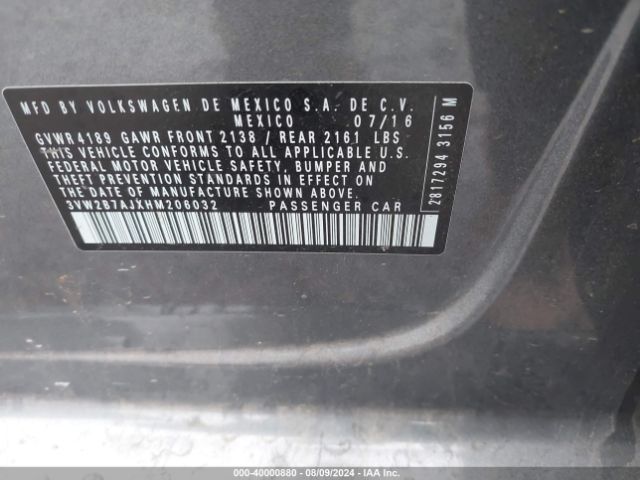 MFD BY VOLKSWAGEN DE MEXICO S.A. DE C.V.
MEXICO 07/16
GVWR 4189 GAWR FRONT 2138 / REAR 2161 LBS
THIS VEHICLE CONFORMS TO ALL APPLICABLE U.S.
FEDERAL MOTOR VEHICLE SAFETY, BUMPER AND
THEFT PREVENTION STANDARDS IN EFFECT ON
THE DATE OF MANUFACTURE SHOWN ABOVE.
3VW2B7AJXHM206032 PASSENGER CAR
2817294 3156 M
000-40000880 - 08/09/2024 - IAAI.com